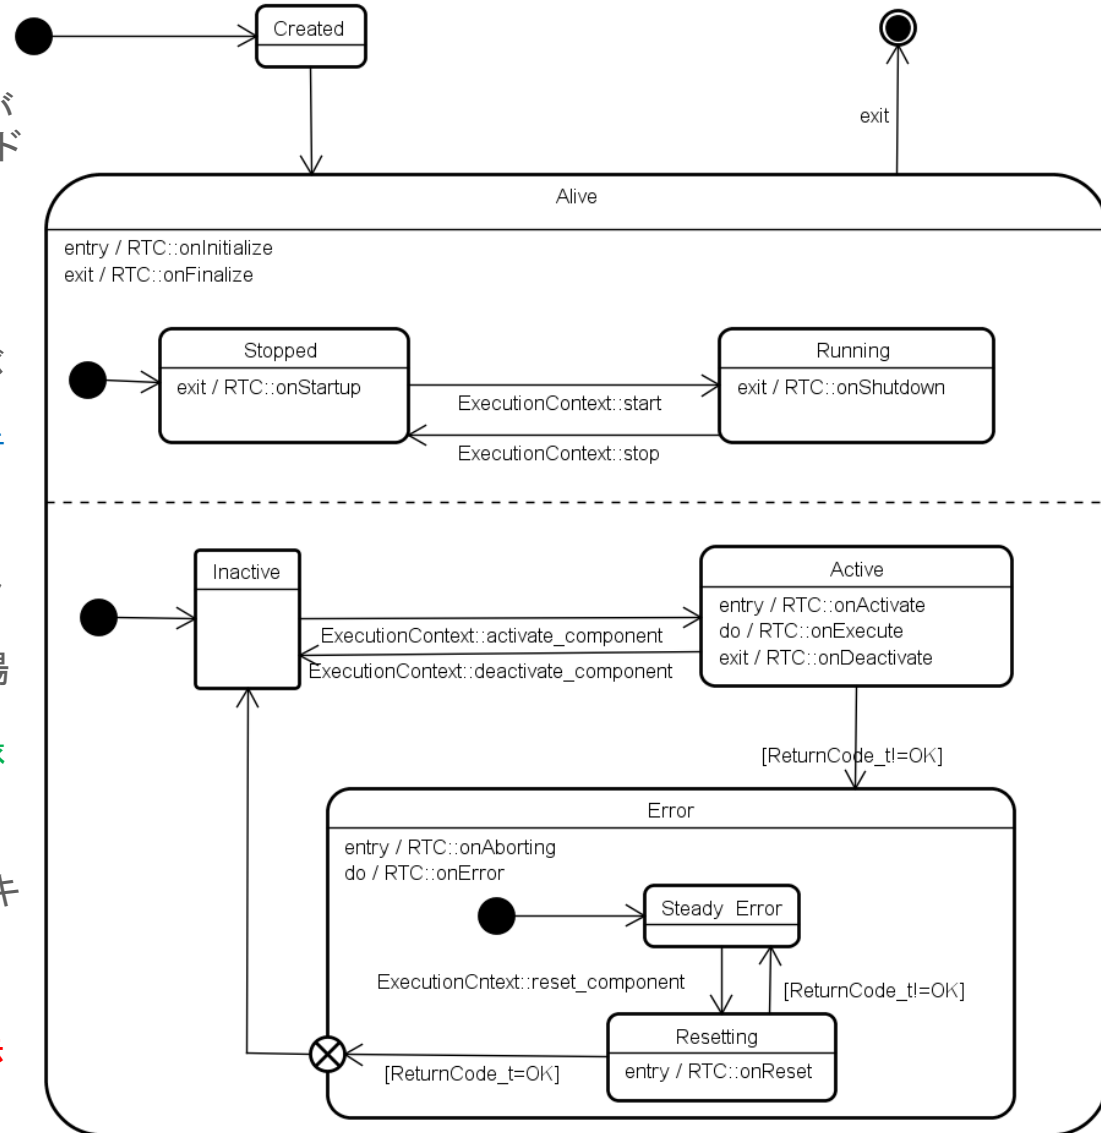 Created
が
ド
exit
Alive
entry / RTC::onInitialize
exit / RTC::onFinalize
Stopped
exit / RTC::onStartup
Running
exit / RTC::onShutdown
ExecutionContext::start
ExecutionContext::stop
Inactive
Active
entry / RTC::onActivate
do / RTC::onExecute
exit / RTC::onDeactivate
ExecutionContext::activate_component
ExecutionContext::deactivate_component
[ReturnCode_t!=OK]
Error
entry / RTC::onAborting
do / RTC::onError
キ
Steady Error
ExecutionCntext::reset_component
[ReturnCode_t!=OK]
Resetting
entry / RTC::onReset
[ReturnCode_t=OK]